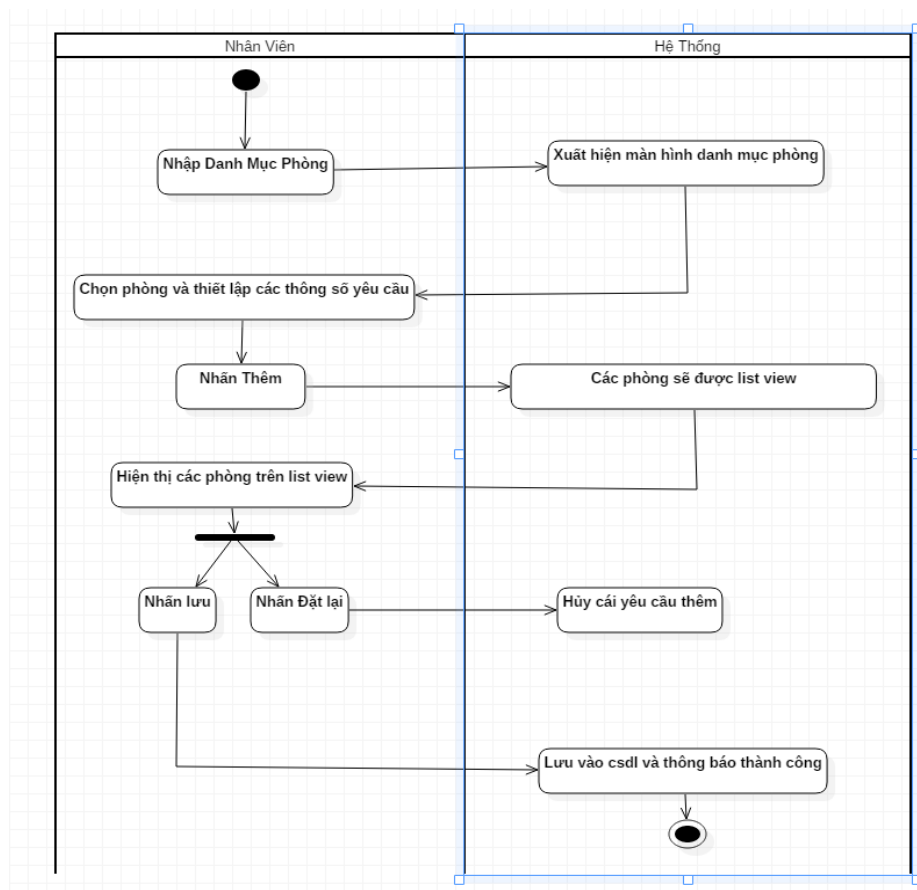 Nhân Viên
Hệ Thống
Nhập Danh Mục Phòng
Xuất hiện màn hình danh mục phòng
Chọn phòng và thiết lập các thông số yêu cầu
Nhấn Thêm
Các phòng sẽ được list view
Hiện thị các phòng trên list view
Nhấn lưu
Nhấn Đặt lại
Hủy cái yêu cầu thêm
Lưu vào csdl và thông báo thành công